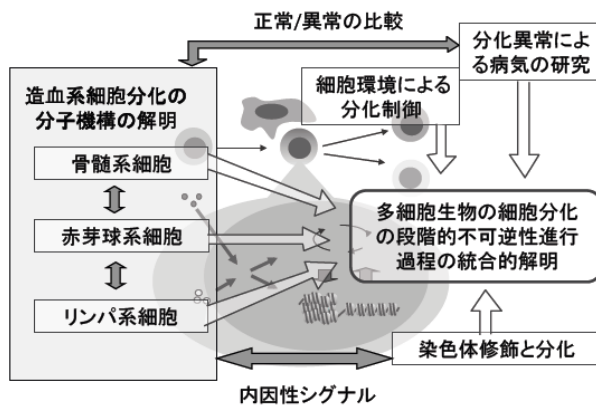 正常/異常の比較
分化異常によ
る病気の研究
細胞環境による
分化制御
造血系細胞分化の
分子機構の解明
骨髄系細胞
赤芽球系細胞
リンパ系細胞
多細胞生物の細胞分化
の段階的不可逆性進行
過程の統合的解明
染色体修飾と分化
内因性シグナル